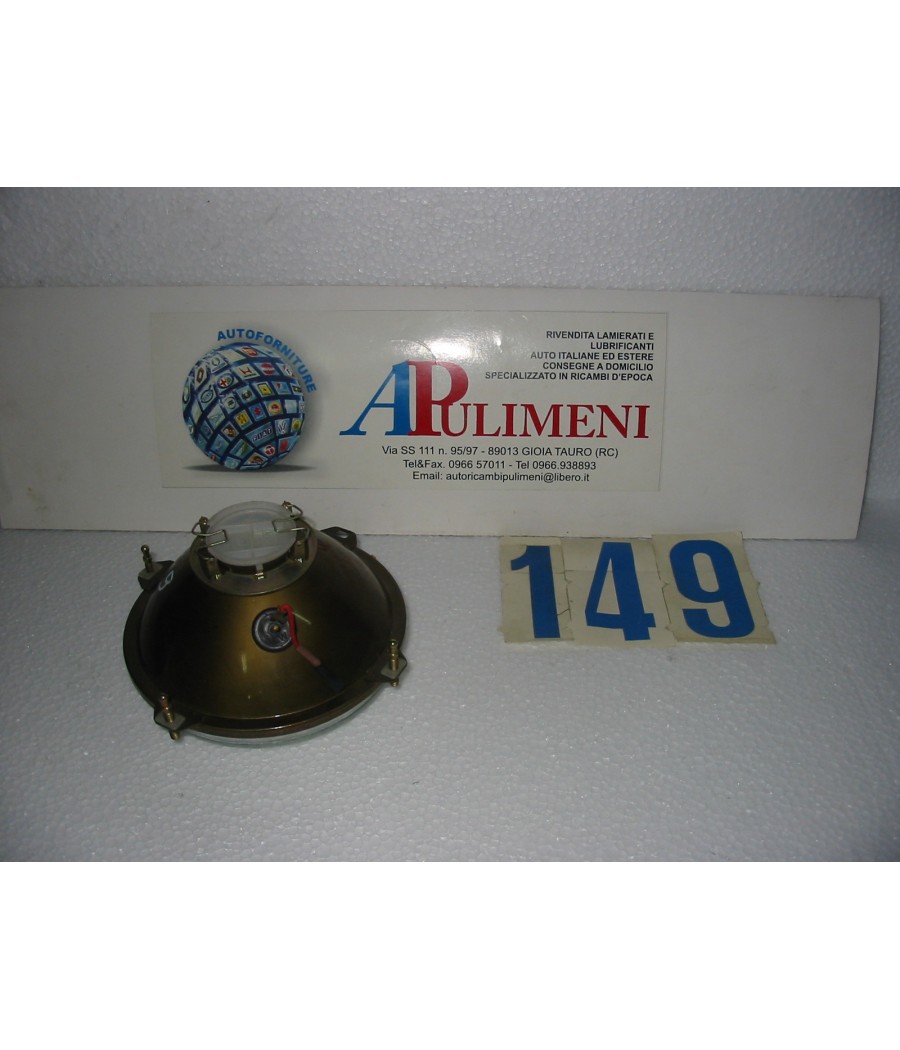 AUTOFORNITURE
RIVENDITA LAMIERATI E
LUBRIFICANTI
AUTO ITALIANE ED ESTERE
CONSEGNE A DOMICILIO
SPECIALIZZATO IN RICAMBI D'EPOCA
APULIMENI
Via SS 111 n. 95/97 - 89013 GIOIA TAURO (RC)
Tel&Fax. 0966 57011 - Tel 0966.938893
Email: autoricambipulimeni@libero.it
149